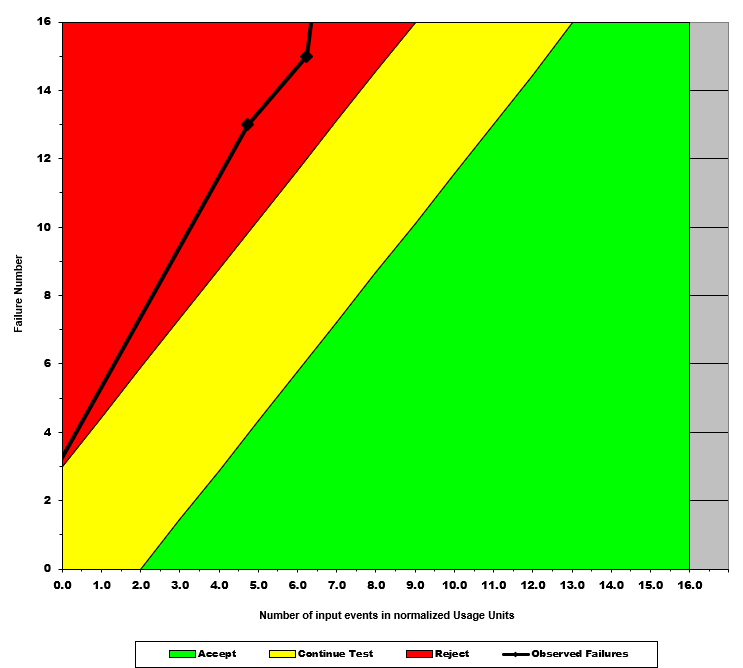 16
14
12
10
8
6
4
2
0
Failure Number
0.0 1.0 2.0 3.0 4.0 5.0 6.0 7.0 8.0 9.0 10.0 11.0 12.0 13.0 14.0 15.0 16.0
Number of input events in normalized Usage Units
Accept Continue Test Reject Observed Failures